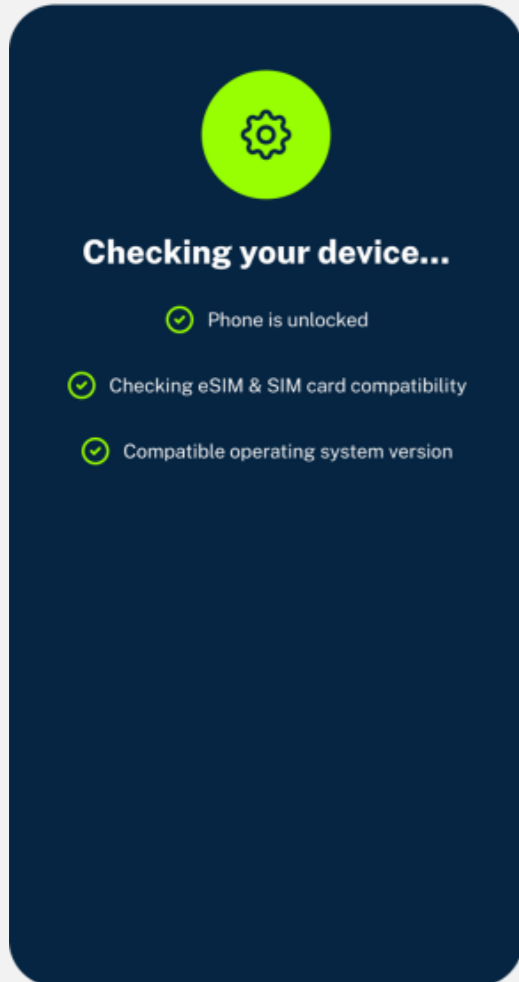 Checking your device...
Phone is unlocked
Checking eSIM & SIM card compatibility
Compatible operating system version